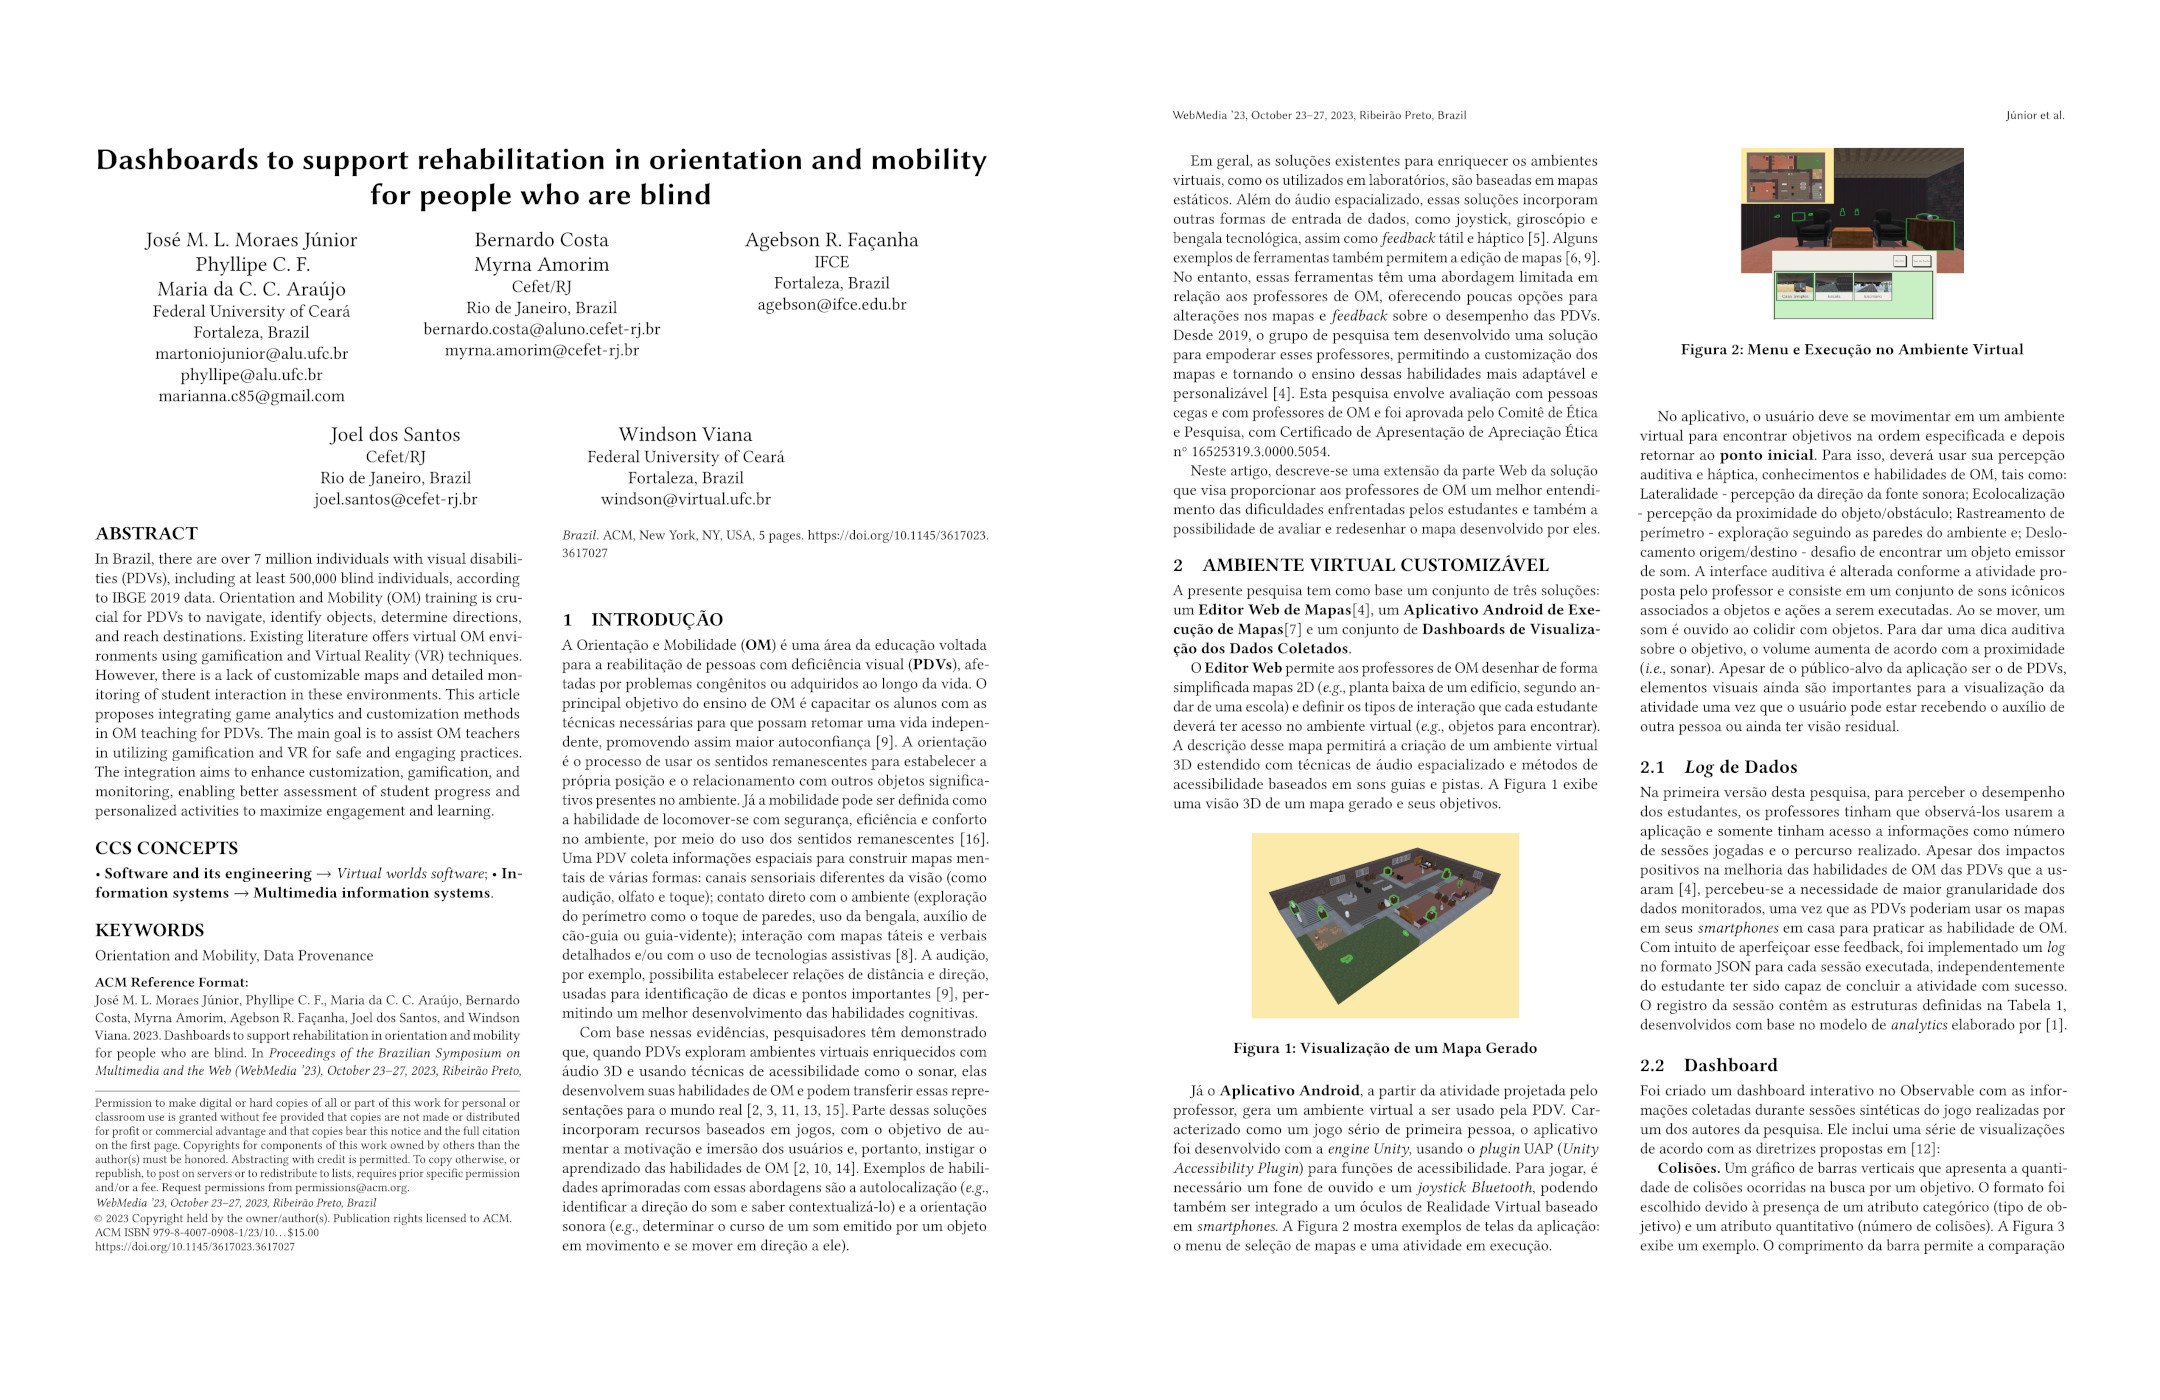 Dashboards to support rehabilitation in orientation and mobility
for people who are blind
José M. L. Moraes Júnior
Phyllipe C. F.
Maria da C. C. Araújo
Federal University of Ceará
Fortaleza, Brazil
martoniojunior@alu.ufc.br
phyllipe@alu.ufc.br
marianna.c85@gmail.com
Bernardo Costa
Myrna Amorim
Cefet/RJ
Rio de Janeiro, Brazil
bernardo.costa@aluno.cefet-rj.br
myrna.amorim@cefet-rj.br
Agebson R. Façanha
IFCE
Fortaleza, Brazil
agebson@ifce.edu.br
Joel dos Santos
Cefet/RJ
Rio de Janeiro, Brazil
joel.santos@cefet-rj.br
Windson Viana
Federal University of Ceará
Fortaleza, Brazil
windson@virtual.ufc.br
ABSTRACT
In Brazil, there are over 7 million individuals with visual disabili-
ties (PDVs), including at least 500,000 blind individuals, according
to IBGE 2019 data. Orientation and Mobility (OM) training is cru-
cial for PDVs to navigate, identify objects, determine directions,
and reach destinations. Existing literature offers virtual OM envi-
ronments using gamification and Virtual Reality (VR) techniques.
However, there is a lack of customizable maps and detailed mon-
itoring of student interaction in these environments. This article
proposes integrating game analytics and customization methods
in OM teaching for PDVs. The main goal is to assist OM teachers
in utilizing gamification and VR for safe and engaging practices.
The integration aims to enhance customization, gamification, and
monitoring, enabling better assessment of student progress and
personalized activities to maximize engagement and learning.
CCS CONCEPTS
• Software and its engineering → Virtual worlds software; • In-
formation systems → Multimedia information systems.
KEYWORDS
Orientation and Mobility, Data Provenance
ACM Reference Format:
José M. L. Moraes Júnior, Phyllipe C. F., Maria da C. C. Araújo, Bernardo
Costa, Myrna Amorim, Agebson R. Façanha, Joel dos Santos, and Windson
Viana. 2023. Dashboards to support rehabilitation in orientation and mobility
for people who are blind. In Proceedings of the Brazilian Symposium on
Multimedia and the Web (WebMedia '23), October 23–27, 2023, Ribeirão Preto,
Permission to make digital or hard copies of all or part of this work for personal or
classroom use is granted without fee provided that copies are not made or distributed
for profit or commercial advantage and that copies bear this notice and the full citation
on the first page. Copyrights for components of this work owned by others than the
author(s) must be honored. Abstracting with credit is permitted. To copy otherwise, or
republish, to post on servers or to redistribute to lists, requires prior specific permission
and/or a fee. Request permissions from permissions@acm.org.
WebMedia '23, October 23–27, 2023, Ribeirão Preto, Brazil
© 2023 Copyright held by the owner/author(s). Publication rights licensed to ACM.
ACM ISBN 979-8-4007-0908-1/23/10...$15.00
https://doi.org/10.1145/3617023.3617027
Brazil. ACM, New York, NY, USA, 5 pages. https://doi.org/10.1145/3617023.
3617027
1 INTRODUÇÃO
A Orientação e Mobilidade (OM) é uma área da educação voltada
para a reabilitação de pessoas com deficiência visual (PDVs), afe-
tadas por problemas congênitos ou adquiridos ao longo da vida. O
principal objetivo do ensino de OM é capacitar os alunos com as
técnicas necessárias para que possam retomar uma vida indepen-
dente, promovendo assim maior autoconfiança [9]. A orientação
é o processo de usar os sentidos remanescentes para estabelecer a
própria posição e o relacionamento com outros objetos significa-
tivos presentes no ambiente. Já a mobilidade pode ser definida como
a habilidade de locomover-se com segurança, eficiência e conforto
no ambiente, por meio do uso dos sentidos remanescentes [16].
Uma PDV coleta informações espaciais para construir mapas men-
tais de várias formas: canais sensoriais diferentes da visão (como
audição, olfato e toque); contato direto com o ambiente (exploração
do perímetro como o toque de paredes, uso da bengala, auxílio de
cão-guia ou guia-vidente); interação com mapas táteis e verbais
detalhados e/ou com o uso de tecnologias assistivas [8]. A audição,
por exemplo, possibilita estabelecer relações de distância e direção,
usadas para identificação de dicas e pontos importantes [9], per-
mitindo um melhor desenvolvimento das habilidades cognitivas.
Com base nessas evidências, pesquisadores têm demonstrado
que, quando PDVs exploram ambientes virtuais enriquecidos com
áudio 3D e usando técnicas de acessibilidade como o sonar, elas
desenvolvem suas habilidades de OM e podem transferir essas repre-
sentações para o mundo real [2, 3, 11, 13, 15]. Parte dessas soluções
incorporam recursos baseados em jogos, com o objetivo de au-
mentar a motivação e imersão dos usuários e, portanto, instigar o
aprendizado das habilidades de OM [2, 10, 14]. Exemplos de habili-
dades aprimoradas com essas abordagens são a autolocalização (e.g.,
identificar a direção do som e saber contextualizá-lo) e a orientação
sonora (e.g., determinar o curso de um som emitido por um objeto
em movimento e se mover em direção a ele).
WebMedia '23, October 23–27, 2023, Ribeirão Preto, Brazil
Júnior et al.
Em geral, as soluções existentes para enriquecer os ambientes
virtuais, como os utilizados em laboratórios, são baseadas em mapas
estáticos. Além do áudio espacializado, essas soluções incorporam
outras formas de entrada de dados, como joystick, giroscópio e
bengala tecnológica, assim como feedback tátil e háptico [5]. Alguns
exemplos de ferramentas também permitem a edição de mapas [6, 9].
No entanto, essas ferramentas têm uma abordagem limitada em
relação aos professores de OM, oferecendo poucas opções para
alterações nos mapas e feedback sobre o desempenho das PDVs.
Desde 2019, o grupo de pesquisa tem desenvolvido uma solução
para empoderar esses professores, permitindo a customização dos
mapas e tornando o ensino dessas habilidades mais adaptável e
personalizável [4]. Esta pesquisa envolve avaliação com pessoas
cegas e com professores de OM e foi aprovada pelo Comitê de Ética
e Pesquisa, com Certificado de Apresentação de Apreciação Ética
n° 16525319.3.0000.5054.
Neste artigo, descreve-se uma extensão da parte Web da solução
que visa proporcionar aos professores de OM um melhor entendi-
mento das dificuldades enfrentadas pelos estudantes e também a
possibilidade de avaliar e redesenhar o mapa desenvolvido por eles.
2 AMBIENTE VIRTUAL CUSTOMIZÁVEL
A presente pesquisa tem como base um conjunto de três soluções:
um Editor Web de Mapas[4], um Aplicativo Android de Exe-
cução de Mapas[7] e um conjunto de Dashboards de Visualiza-
ção dos Dados Coletados.
O Editor Web permite aos professores de OM desenhar de forma
simplificada mapas 2D (e.g., planta baixa de um edifício, segundo an-
dar de uma escola) e definir os tipos de interação que cada estudante
deverá ter acesso no ambiente virtual (e.g., objetos para encontrar).
A descrição desse mapa permitirá a criação de um ambiente virtual
3D estendido com técnicas de áudio espacializado e métodos de
acessibilidade baseados em sons guias e pistas. A Figura 1 exibe
uma visão 3D de um mapa gerado e seus objetivos.
Figura 1: Visualização de um Mapa Gerado
Já o Aplicativo Android, a partir da atividade projetada pelo
professor, gera um ambiente virtual a ser usado pela PDV. Car-
acterizado como um jogo sério de primeira pessoa, o aplicativo
foi desenvolvido com a engine Unity, usando o plugin UAP (Unity
Accessibility Plugin) para funções de acessibilidade. Para jogar, é
necessário um fone de ouvido e um joystick Bluetooth, podendo
também ser integrado a um óculos de Realidade Virtual baseado
em smartphones. A Figura 2 mostra exemplos de telas da aplicação:
o menu de seleção de mapas e uma atividade em execução.
Figura 2: Menu e Execução no Ambiente Virtual
No aplicativo, o usuário deve se movimentar em um ambiente
virtual para encontrar objetivos na ordem especificada e depois
retornar ao ponto inicial. Para isso, deverá usar sua percepção
auditiva e háptica, conhecimentos e habilidades de OM, tais como:
Lateralidade - percepção da direção da fonte sonora; Ecolocalização
- percepção da proximidade do objeto/obstáculo; Rastreamento de
perímetro - exploração seguindo as paredes do ambiente e; Deslo-
camento origem/destino - desafio de encontrar um objeto emissor
de som. A interface auditiva é alterada conforme a atividade pro-
posta pelo professor e consiste em um conjunto de sons icônicos
associados a objetos e ações a serem executadas. Ao se mover, um
som é ouvido ao colidir com objetos. Para dar uma dica auditiva
sobre o objetivo, o volume aumenta de acordo com a proximidade
(i.e., sonar). Apesar de o público-alvo da aplicação ser o de PDVs,
elementos visuais ainda são importantes para a visualização da
atividade uma vez que o usuário pode estar recebendo o auxílio de
outra pessoa ou ainda ter visão residual.
2.1 Log de Dados
Na primeira versão desta pesquisa, para perceber o desempenho
dos estudantes, os professores tinham que observá-los usarem a
aplicação e somente tinham acesso a informações como número
de sessões jogadas e o percurso realizado. Apesar dos impactos
positivos na melhoria das habilidades de OM das PDVs que a us-
aram [4], percebeu-se a necessidade de maior granularidade dos
dados monitorados, uma vez que as PDVs poderiam usar os mapas
em seus smartphones em casa para praticar as habilidade de OM.
Com intuito de aperfeiçoar esse feedback, foi implementado um log
no formato JSON para cada sessão executada, independentemente
do estudante ter sido capaz de concluir a atividade com sucesso.
O registro da sessão contêm as estruturas definidas na Tabela 1,
desenvolvidos com base no modelo de analytics elaborado por [1].
2.2 Dashboard
Foi criado um dashboard interativo no Observable com as infor-
mações coletadas durante sessões sintéticas do jogo realizadas por
um dos autores da pesquisa. Ele inclui uma série de visualizações
de acordo com as diretrizes propostas em [12]:
Colisões. Um gráfico de barras verticais que apresenta a quanti-
dade de colisões ocorridas na busca por um objetivo. O formato foi
escolhido devido à presença de um atributo categórico (tipo de ob-
jetivo) e um atributo quantitativo (número de colisões). A Figura 3
exibe um exemplo. O comprimento da barra permite a comparação